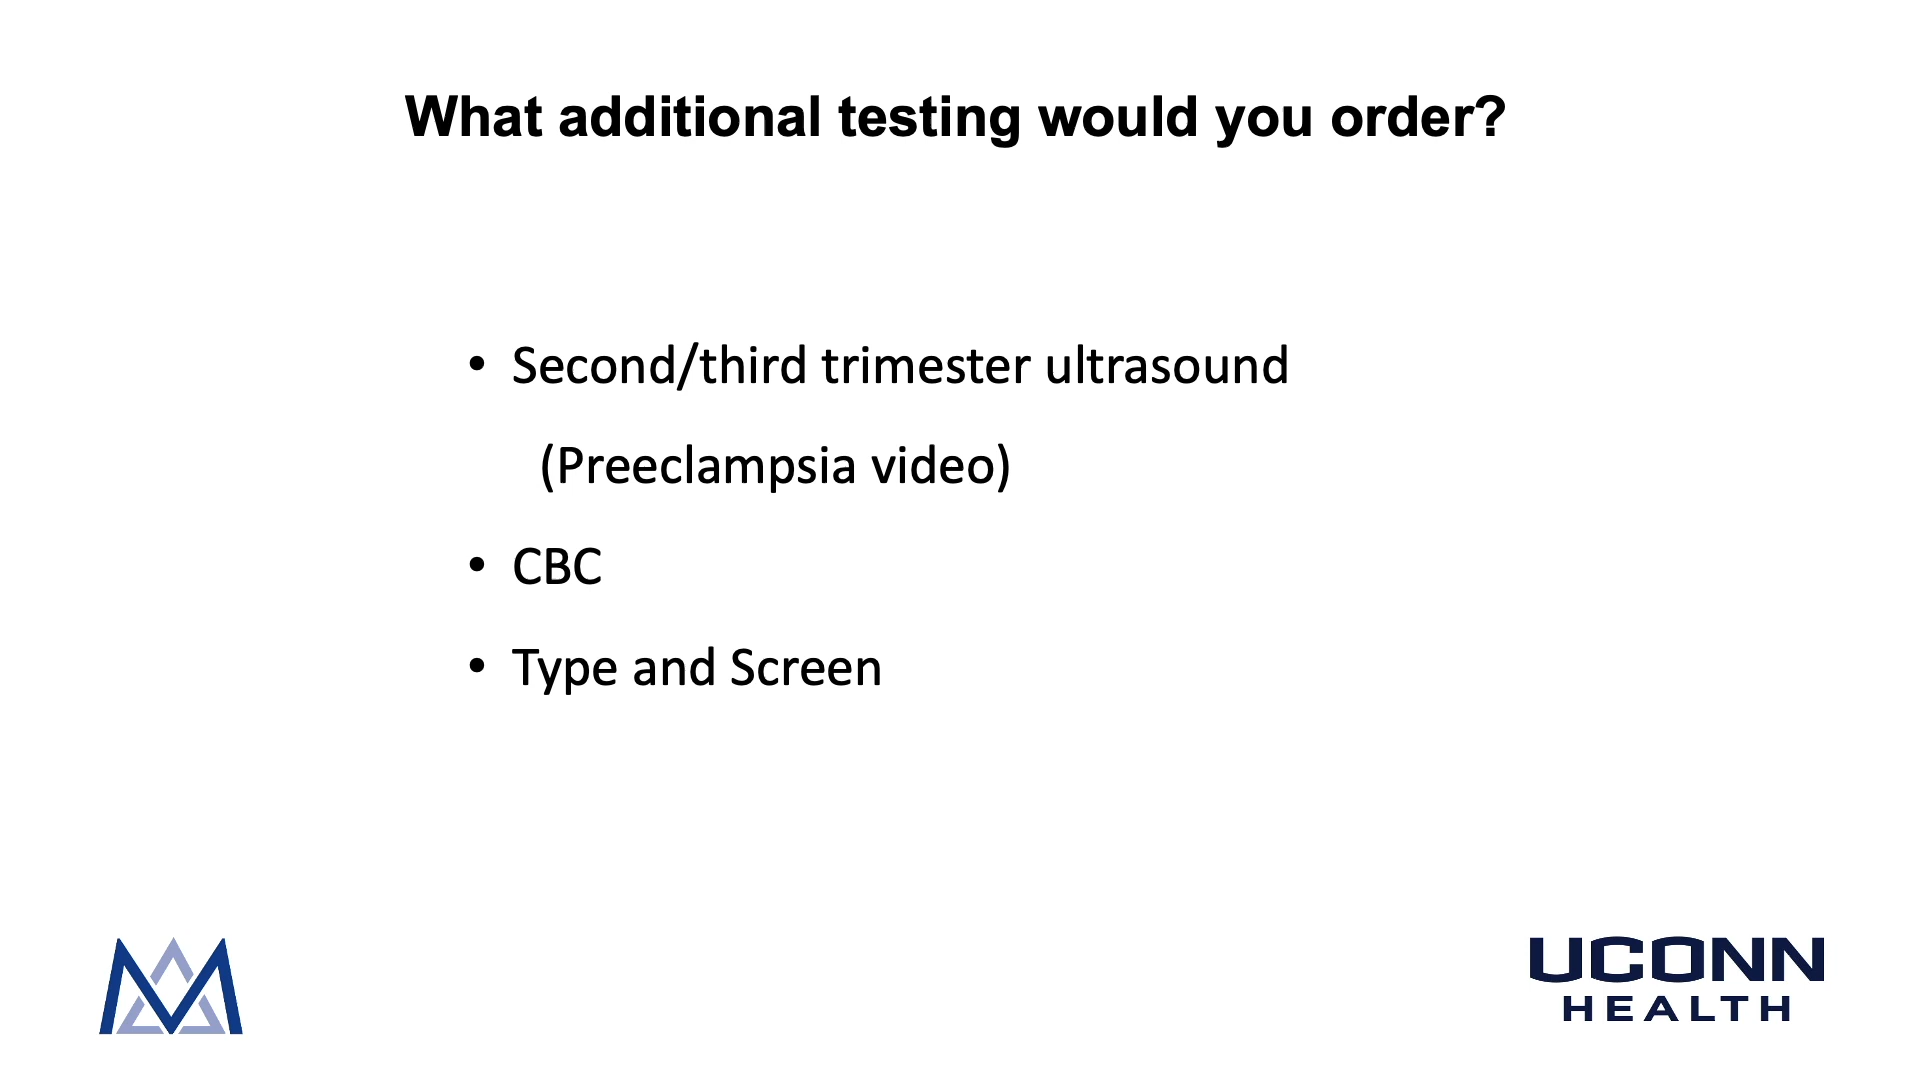 What additional testing would you order?
• Second/third trimester ultrasound
(Preeclampsia video)
• CBC
• Type and Screen
UCONN
HEALTH